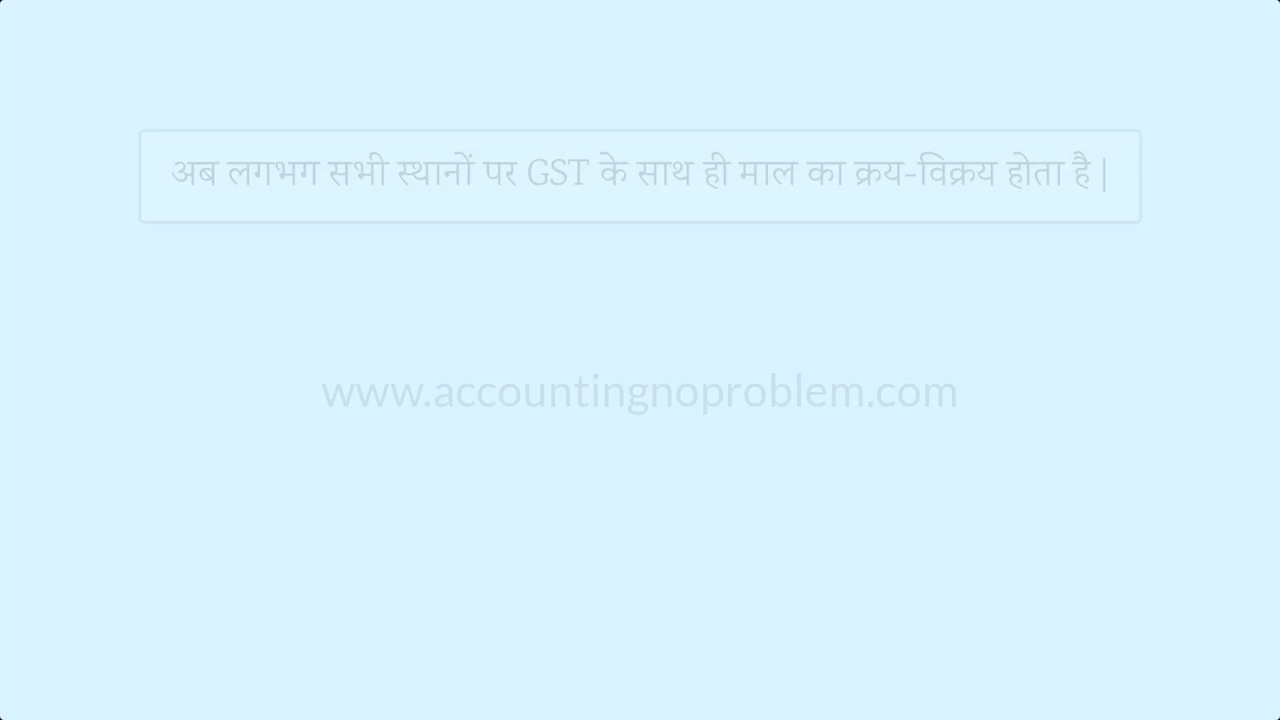 अब लगभग सभी स्थानों पर GST के साथ ही माल का क्रय-विक्रय होता है |
www.accountingnoproblem.com